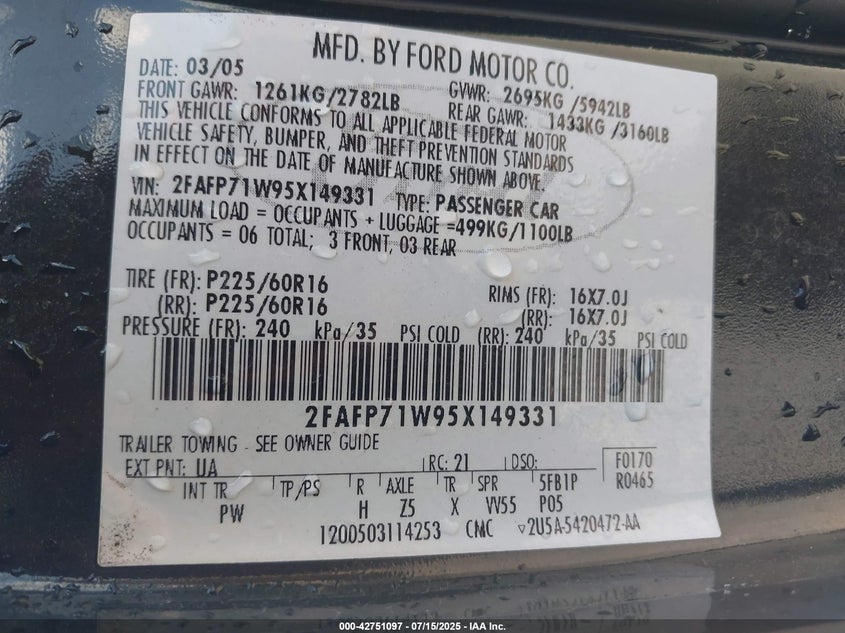 MFD. BY FORD MOTOR CO.
DATE: 03/05 GVWR: 2695KG /5942LB
FRONT GAWR: 1261KG/2782LB REAR GAWR: 1433KG /3160LB
THIS VEHICLE CONFORMS TO ALL APPLICABLE FEDERAL MOTOR
VEHICLE SAFETY, BUMPER, AND THEFT PREVENTION STANDARDS
IN EFFECT ON THE DATE OF MANUFACTURE SHOWN ABOVE.
VIN: 2FAFP71W95X149331 TYPE: PASSENGER CAR
MAXIMUM LOAD = OCCUPANTS + LUGGAGE =499KG/1100LB
OCCUPANTS = 06 TOTAL; 3 FRONT, 03 REAR
TIRE (FR): P225/60R16 RIMS (FR): 16X7.0J
(RR): P225/60R16 (RR): 16X7.0J
PRESSURE (FR): 240 kPa/35 PSI COLD (RR): 240 kPa/35 PSI COLD
2FAFP71W95X149331
TRAILER TOWING - SEE OWNER GUIDE
EXT PNT: UA RC: 21 DSO: F0170
INT TR TP/PS R AXLE TR SPR 5FB1P R0465
PW H Z5 X VV55 P05
1200503114253 CMC 2U5A-5420472-AA
000-42751097 - 07/15/2025 - IAA Inc.